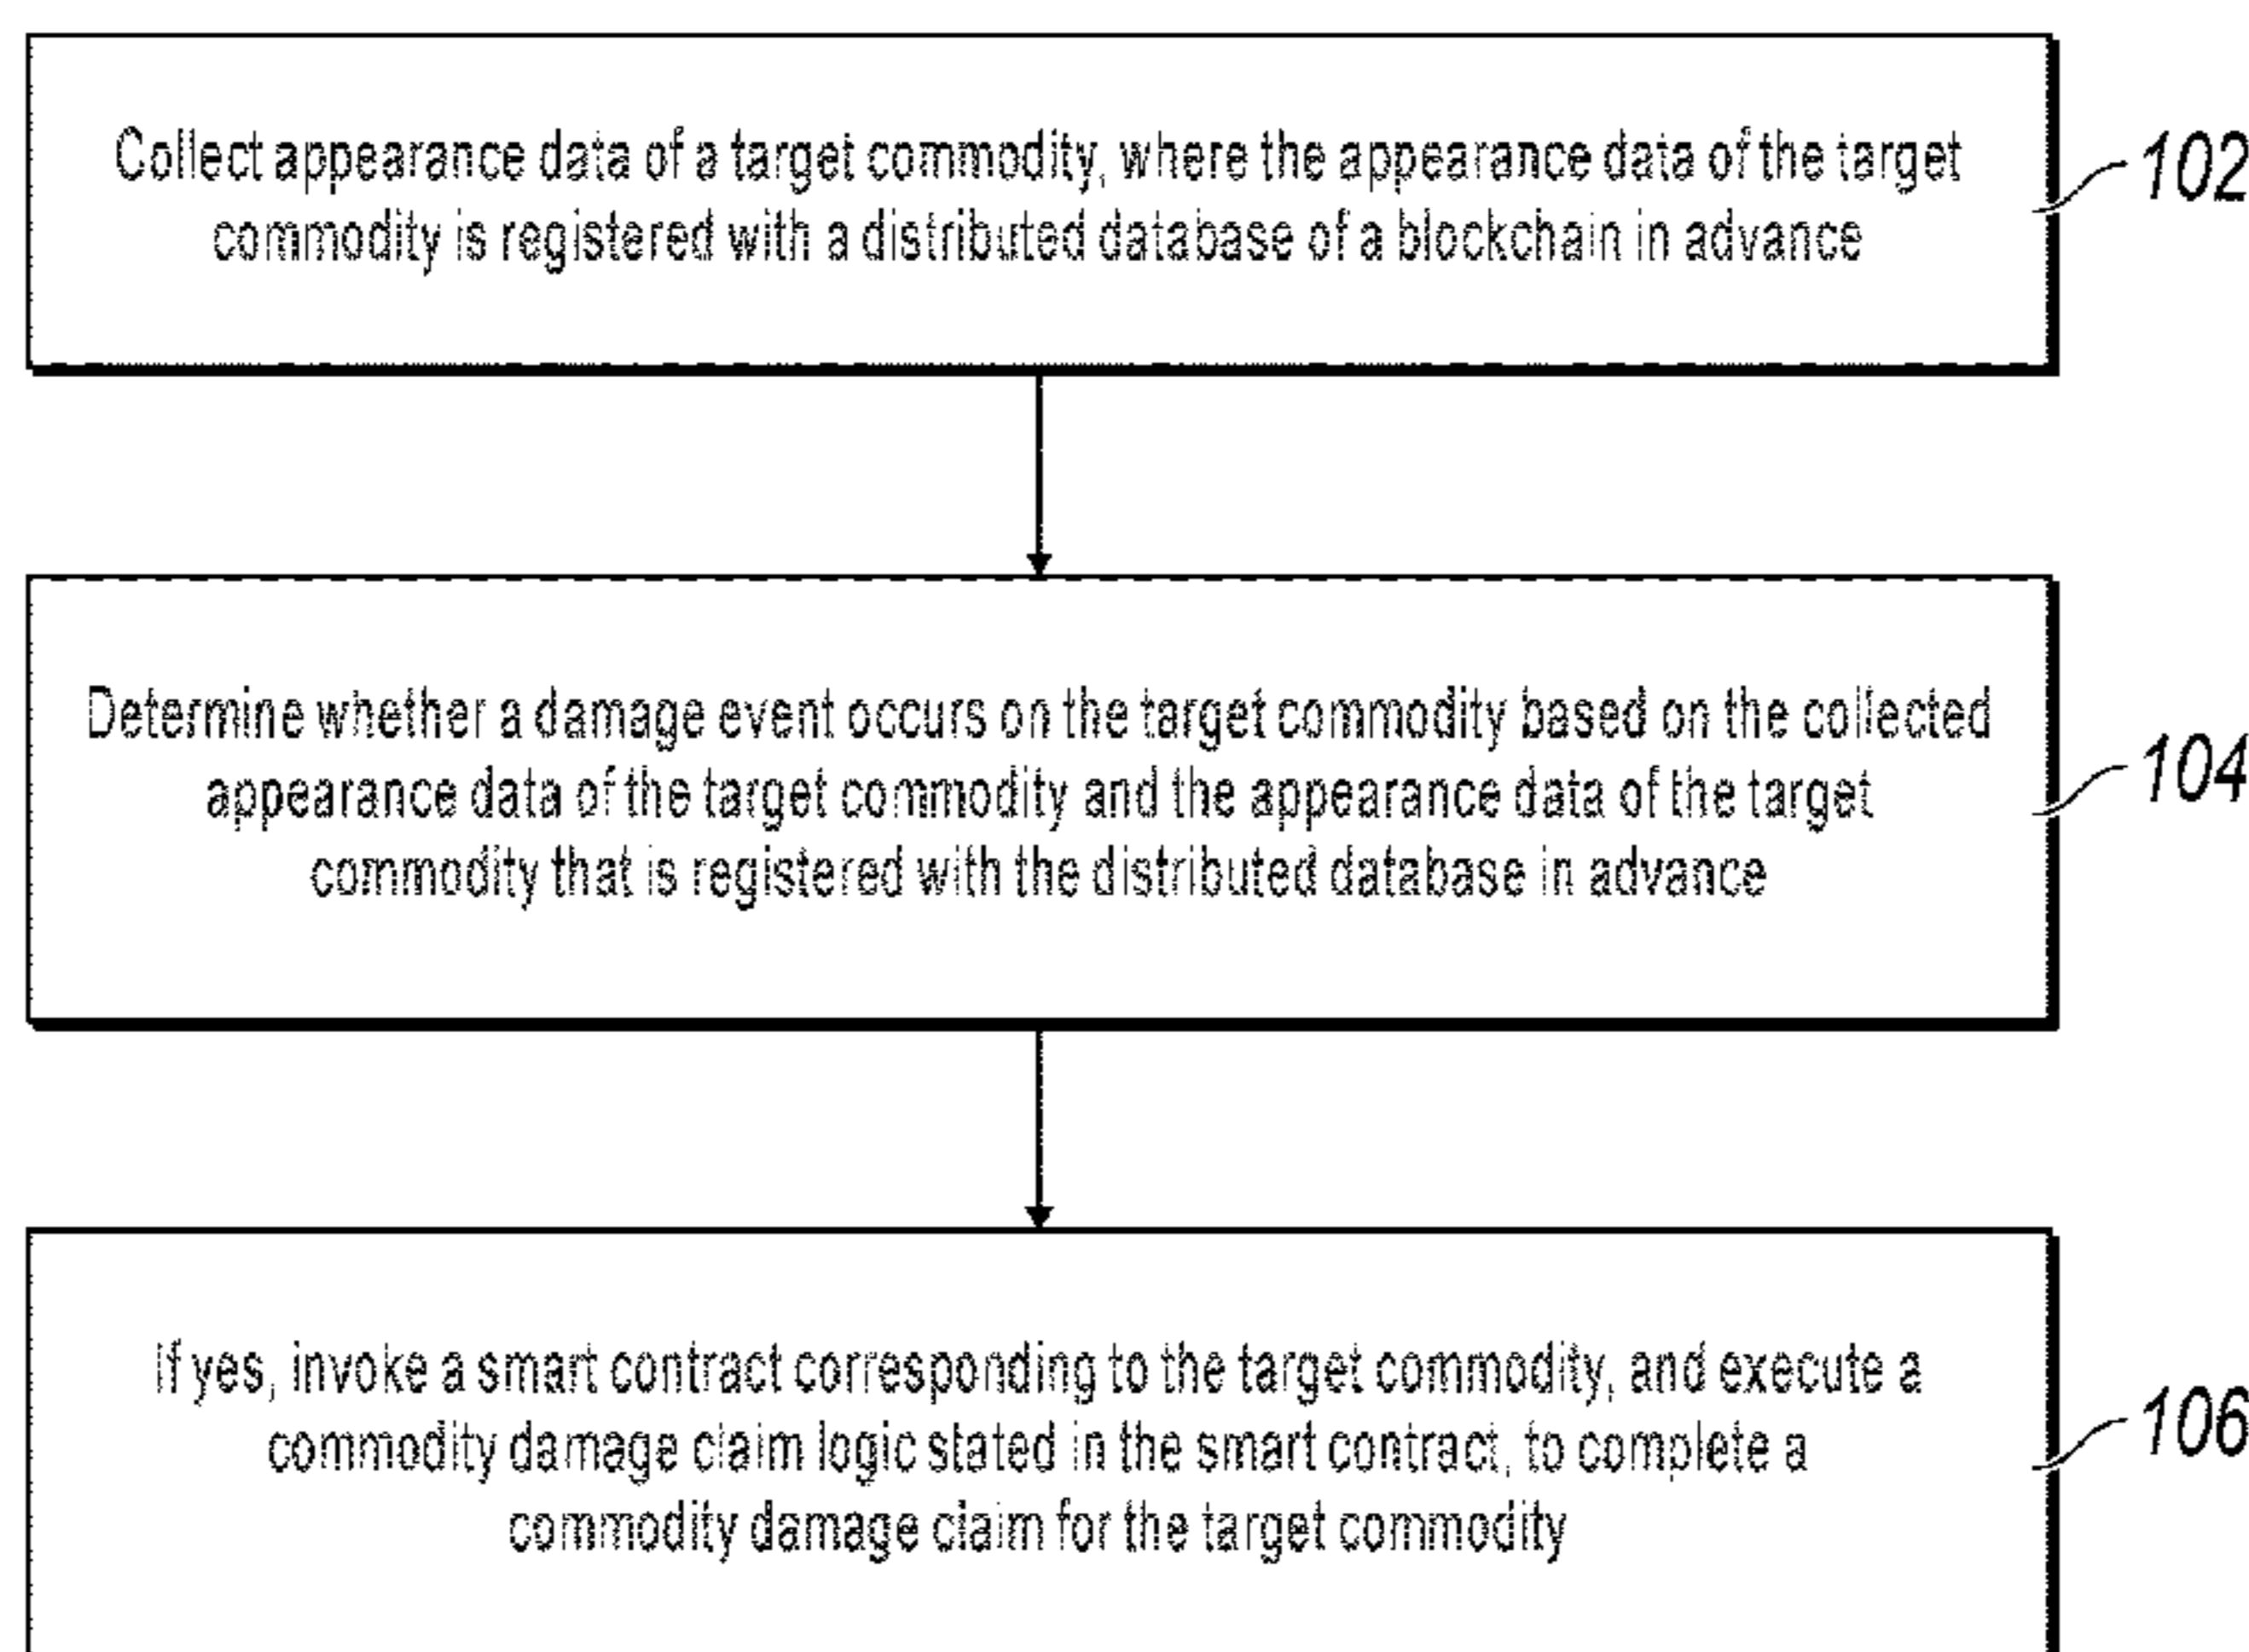 Collect appearance data of a target commodity, where the appearance data of the target
commodity is registered with a distributed database of a blockchain in advance
102
Determine whether a damage event occurs on the target commodity based on the collected
appearance data of the target commodity and the appearance data of the target
commodity that is registered with the distributed database in advance
104
If yes, invoke a smart contract corresponding to the target commodity, and execute a
commodity damage claim logic stated in the smart contract, to complete a
commodity damage claim for the target commodity
106